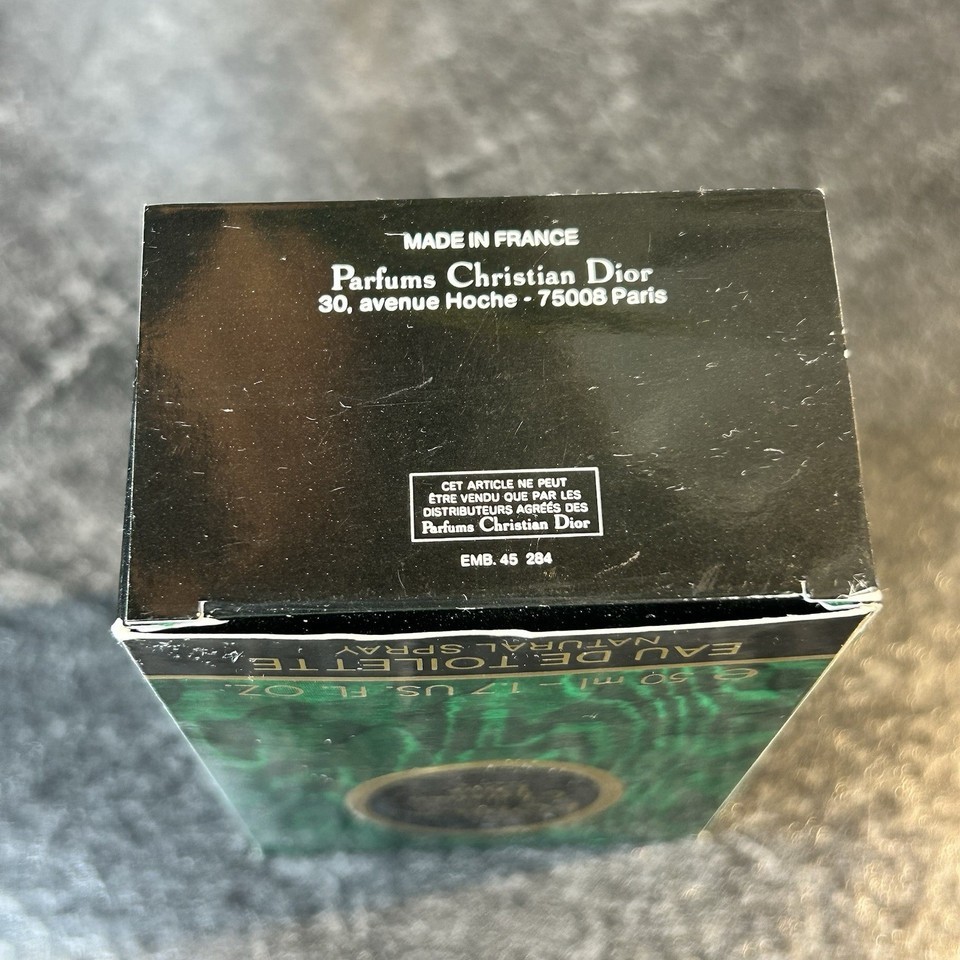 MADE IN FRANCE
Parfums Christian Dior
30, avenue Hoche - 75008 Paris
CET ARTICLE NE PEUT
ÊTRE VENDU QUE PAR LES
DISTRIBUTEURS AGRÉÉS DES
Parfums Christian Dior
EMB. 45 284
EAU DE TOILETTE
NATURAL SPRAY
℮ 50 ml - 1.7 US. FL. OZ.